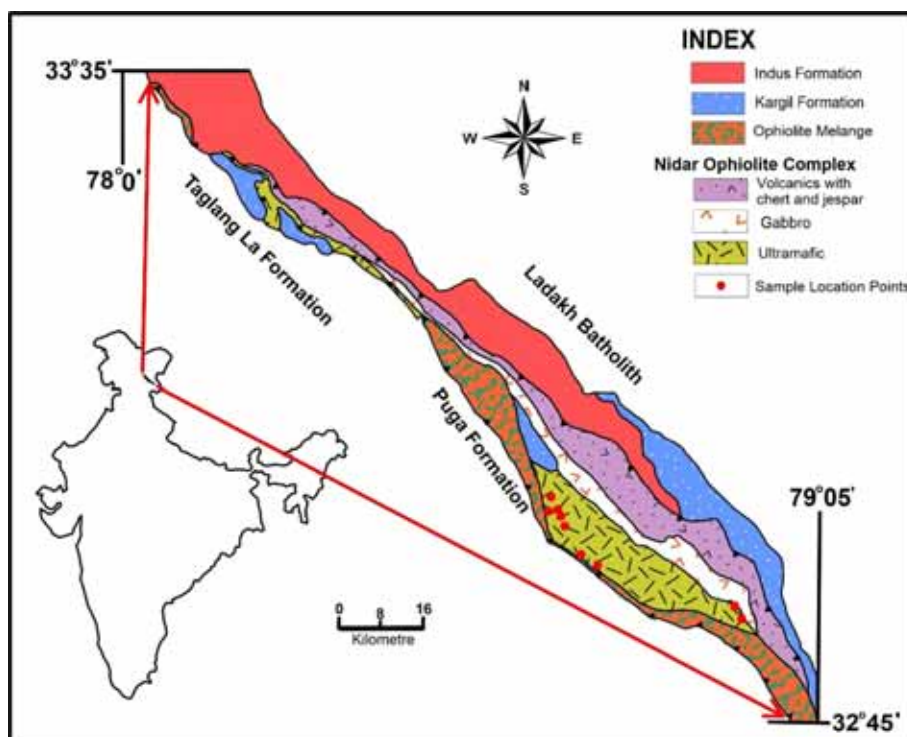 33°35'
78°0'
INDEX
Indus Formation
Kargil Formation
Ophiolite Melange
Nidar Ophiolite Complex
Volcanics with
chert and jespar
Gabbro
Ultramafic
Sample Location Points
N
W E
S
Taglang La Formation
Ladakh Batholith
Puga Formation
79°05'
0 8 16
Kilometre
32°45'